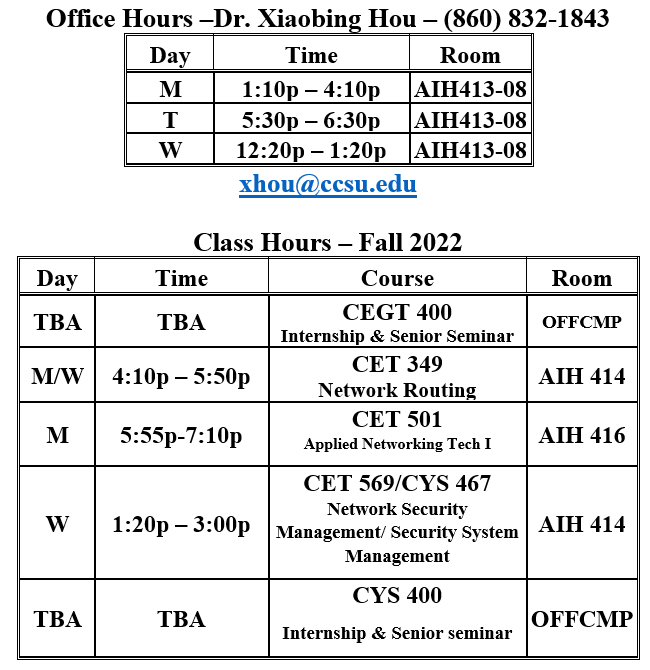 Office Hours –Dr. Xiaobing Hou – (860) 832-1843
Day Time Room
M 1:10p – 4:10p AIH413-08
T 5:30p – 6:30p AIH413-08
W 12:20p – 1:20p AIH413-08
xhou@ccsu.edu
Class Hours – Fall 2022
Day Time Course Room
TBA TBA CEGT 400 OFFCMP
Internship & Senior Seminar
M/W 4:10p – 5:50p CET 349 AIH 414
Network Routing
M 5:55p-7:10p CET 501 AIH 416
Applied Networking Tech I
W 1:20p – 3:00p CET 569/CYS 467 AIH 414
Network Security
Management/ Security System
Management
TBA TBA CYS 400 OFFCMP
Internship & Senior seminar